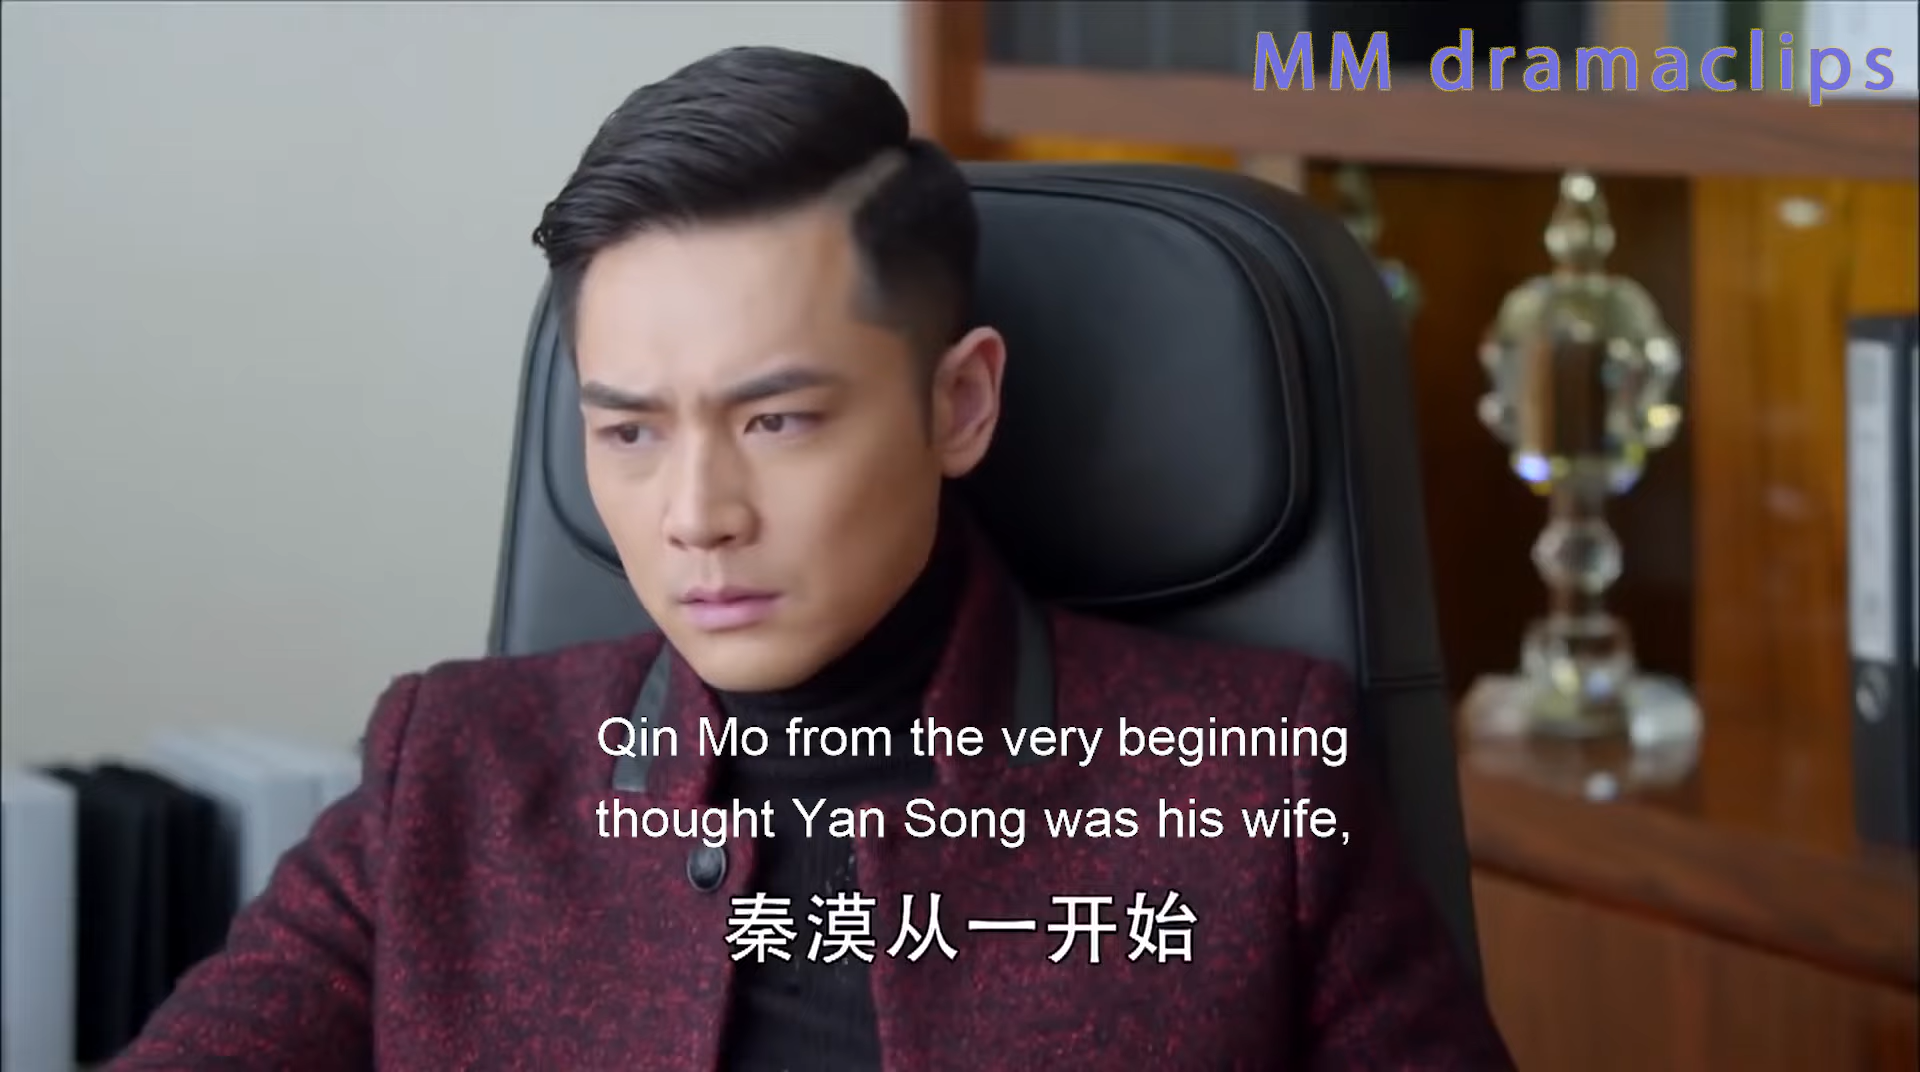 MM dramaclips
Qin Mo from the very beginning
thought Yan Song was his wife,
秦漠从一开始